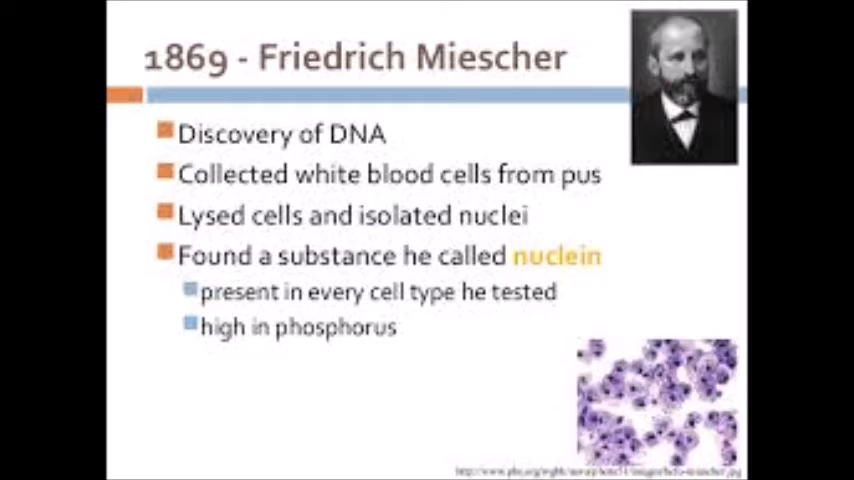 1869 - Friedrich Miescher
Discovery of DNA
Collected white blood cells from pus
Lysed cells and isolated nuclei
Found a substance he called nuclein
present in every cell type he tested
high in phosphorus